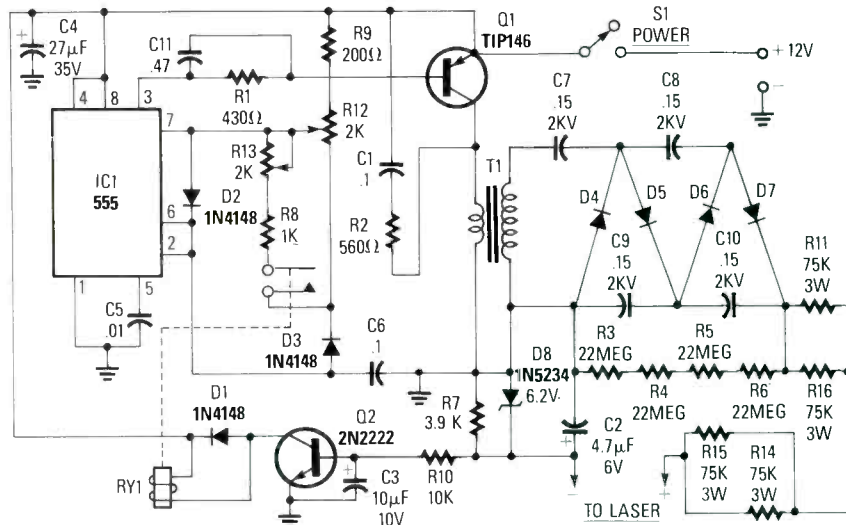 C4
27µF
35V
C11
.47
R1
430Ω
R9
200Ω
Q1
TIP146
S1
POWER
+ 12V
-
4
8
3
7
6
2
1
5
IC1
555
D2
1N4148
R13
2K
R8
1K
R12
2K
C1
.1
R2
560Ω
T1
C7
.15
2KV
C8
.15
2KV
D4
D5
D6
D7
C9
.15
2KV
C10
.15
2KV
R11
75K
3W
C5
.01
D3
1N4148
C6
.1
D8
1N5234
6.2V
R3
22MEG
R5
22MEG
R4
22MEG
R6
22MEG
R16
75K
3W
D1
1N4148
RY1
Q2
2N2222
R7
3.9 K
C3
10µF
10V
R10
10K
C2
4.7µF
6V
R15
75K
3W
R14
75K
3W
-
+
TO LASER